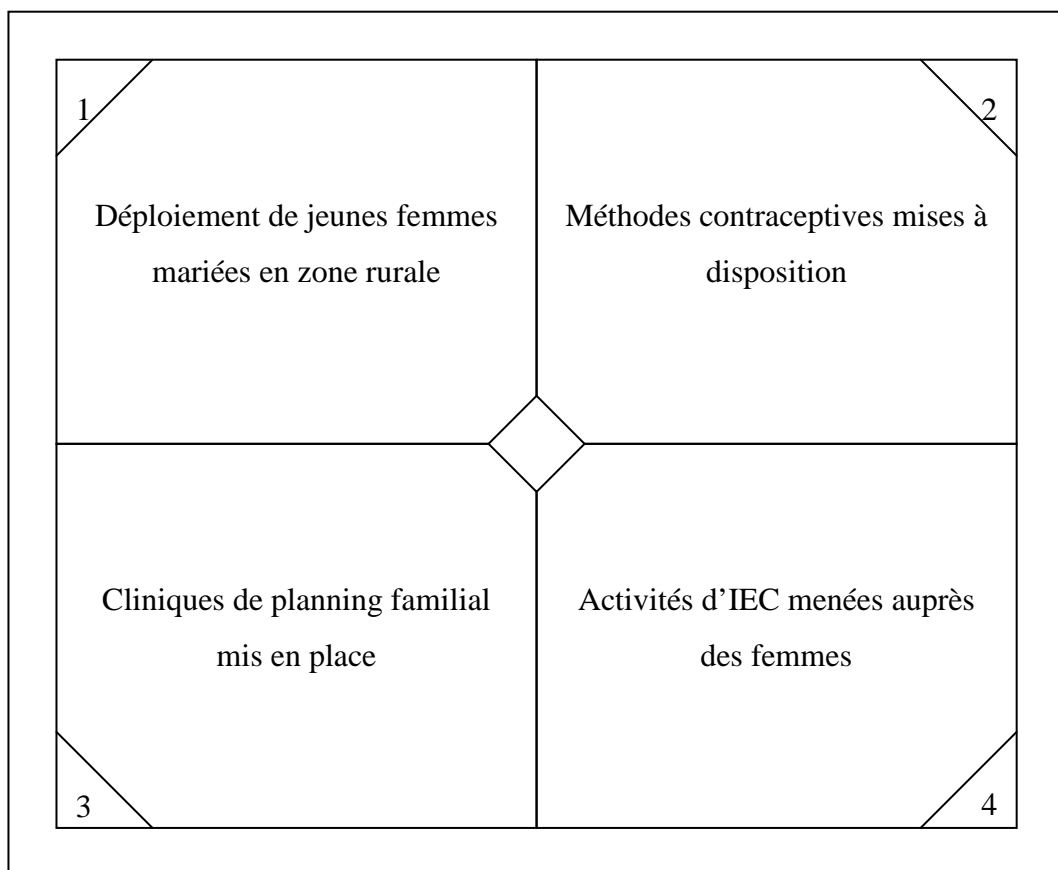 1
Déploiement de jeunes femmes
mariées en zone rurale
2
Méthodes contraceptives mises à
disposition
Cliniques de planning familial
mis en place
3
Activités d’IEC menées auprès
des femmes
4